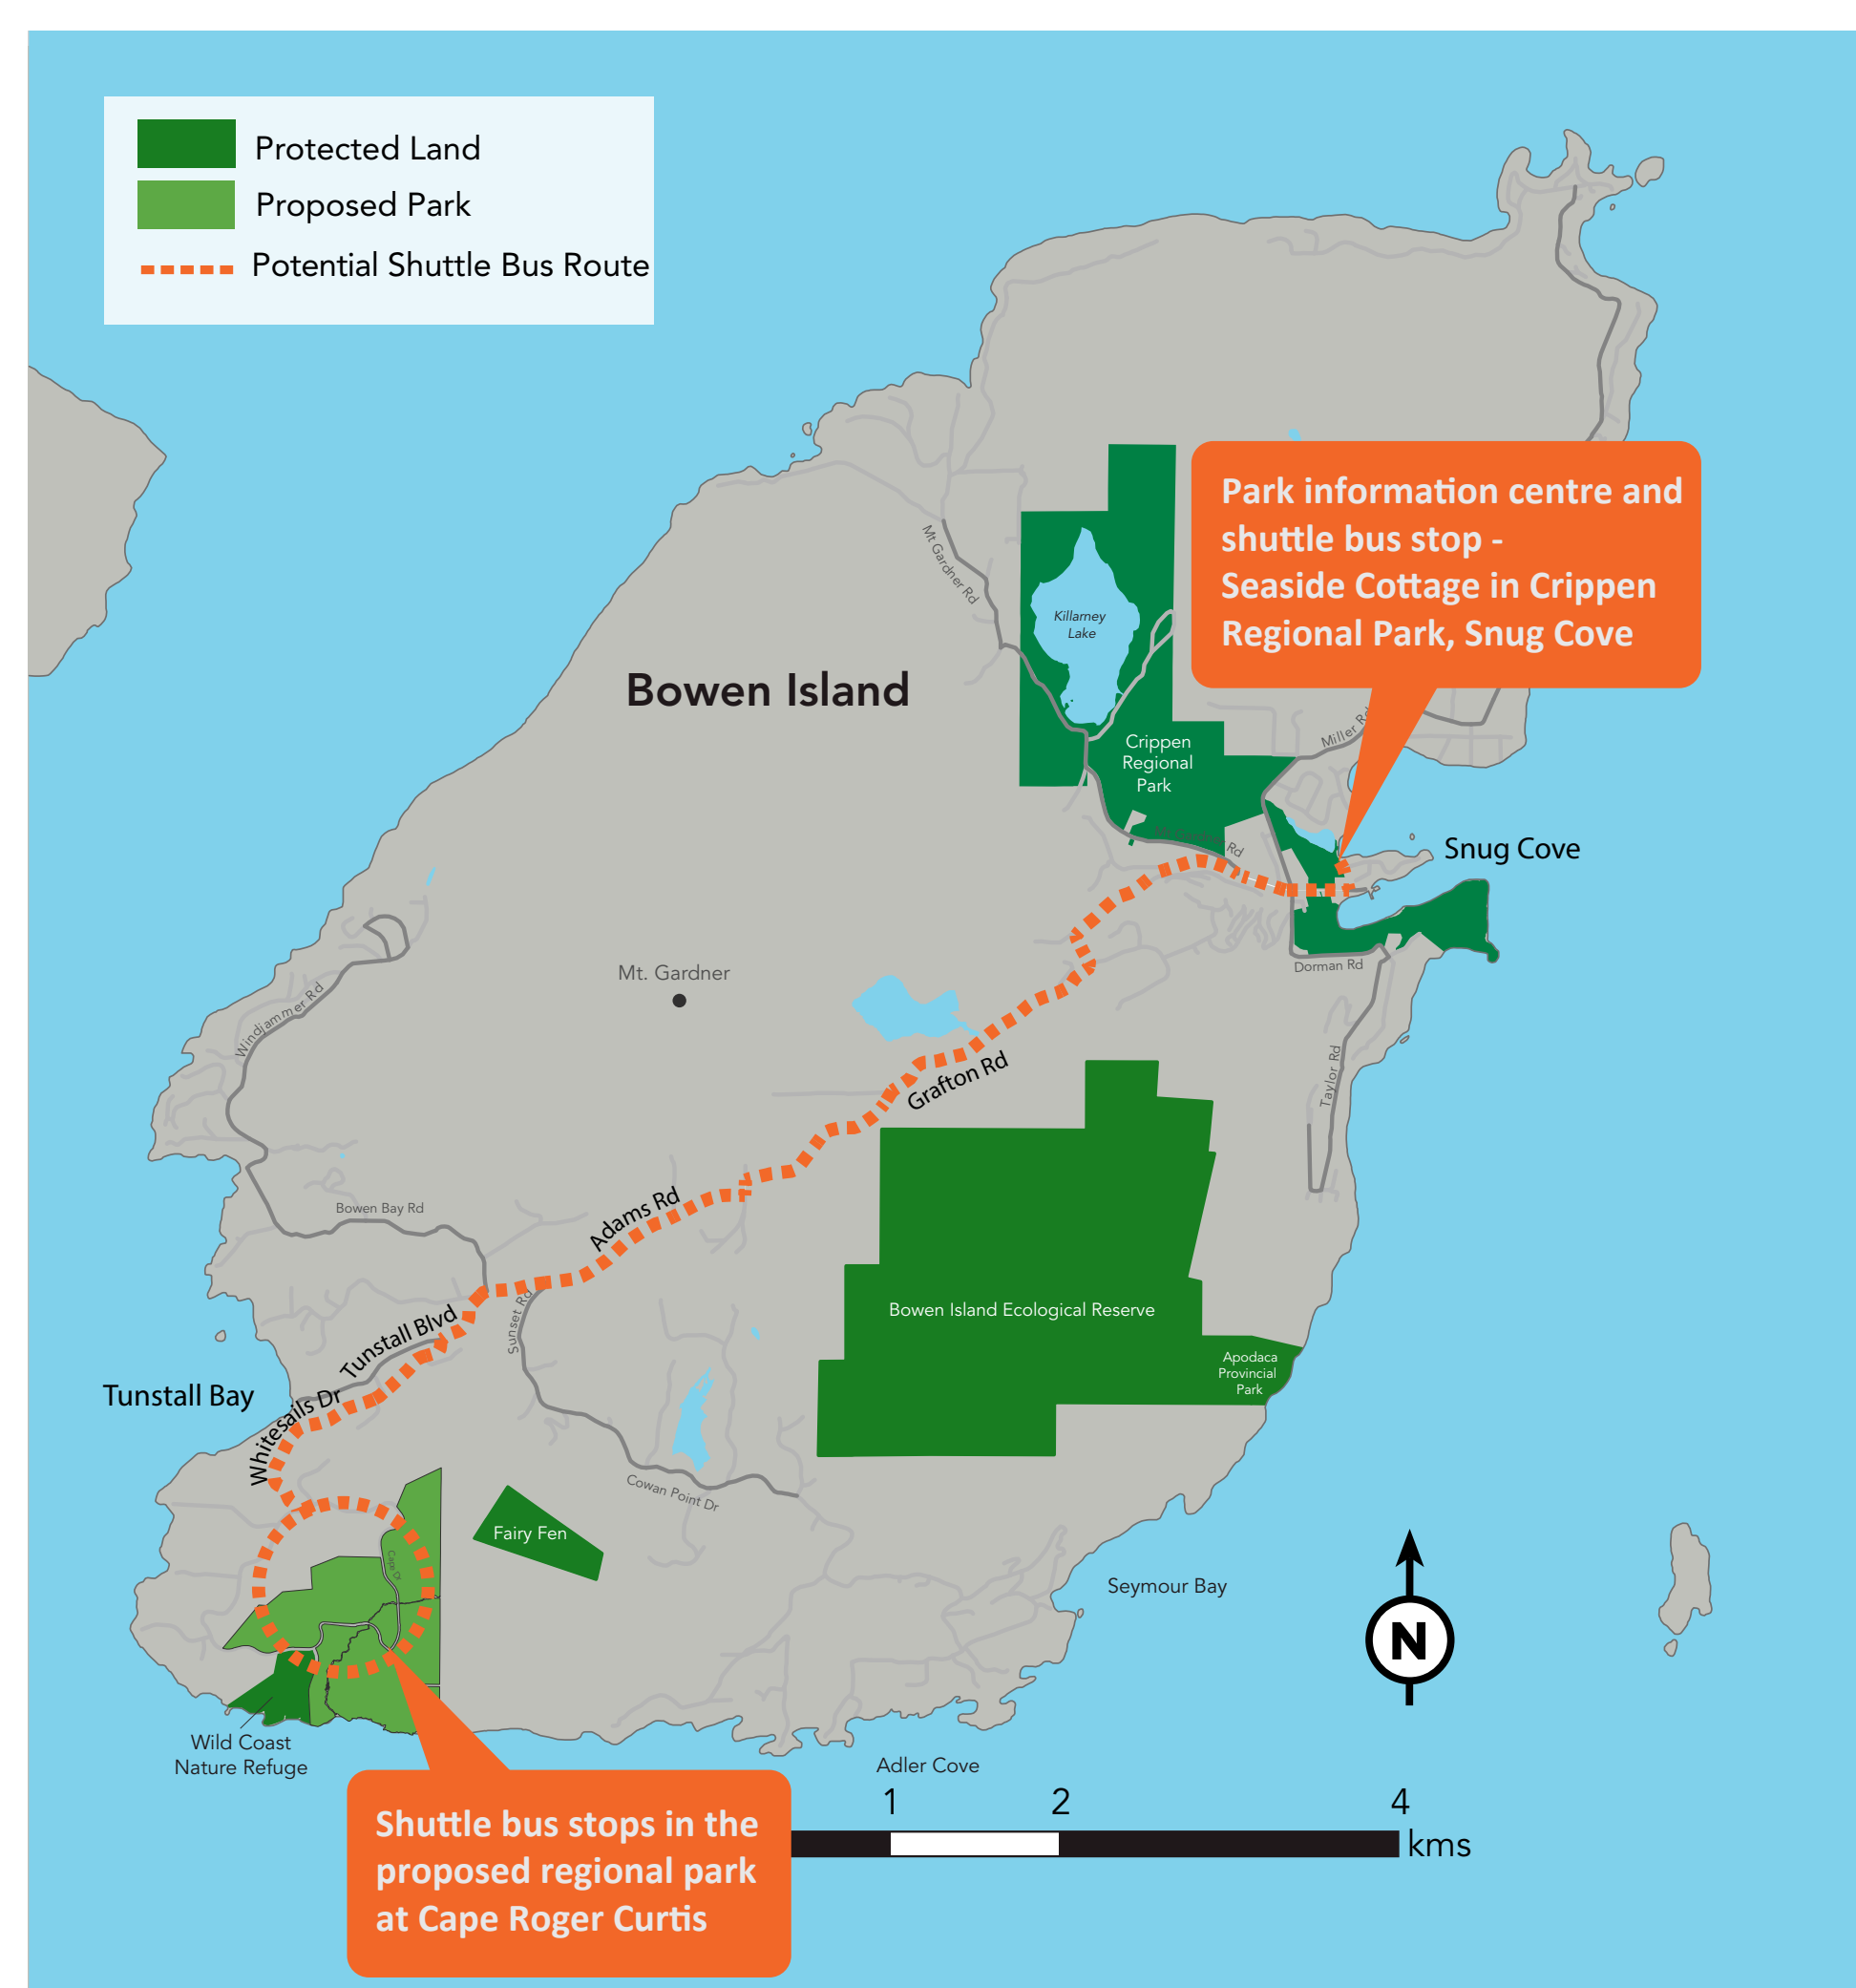 Protected Land
Proposed Park
Potential Shuttle Bus Route
Park information centre and
shuttle bus stop -
Seaside Cottage in Crippen
Regional Park, Snug Cove
Mt Gardner Rd
Killarney
Lake
Bowen Island
Miller Rd
Crippen
Regional
Park
Mt Gardner Rd
Snug Cove
Dorman Rd
Mt. Gardner
Windjammer Rd
Grafton Rd
Taylor Rd
Adams Rd
Bowen Bay Rd
Bowen Island Ecological Reserve
Sunset Rd
Tunstall Blvd
Apodaca
Provincial
Park
Tunstall Bay
Whitesails Dr
Cowan Point Dr
Fairy Fen
Cape Dr
Seymour Bay
N
Wild Coast
Nature Refuge
Adler Cove
1 2 4
kms
Shuttle bus stops in the
proposed regional park
at Cape Roger Curtis